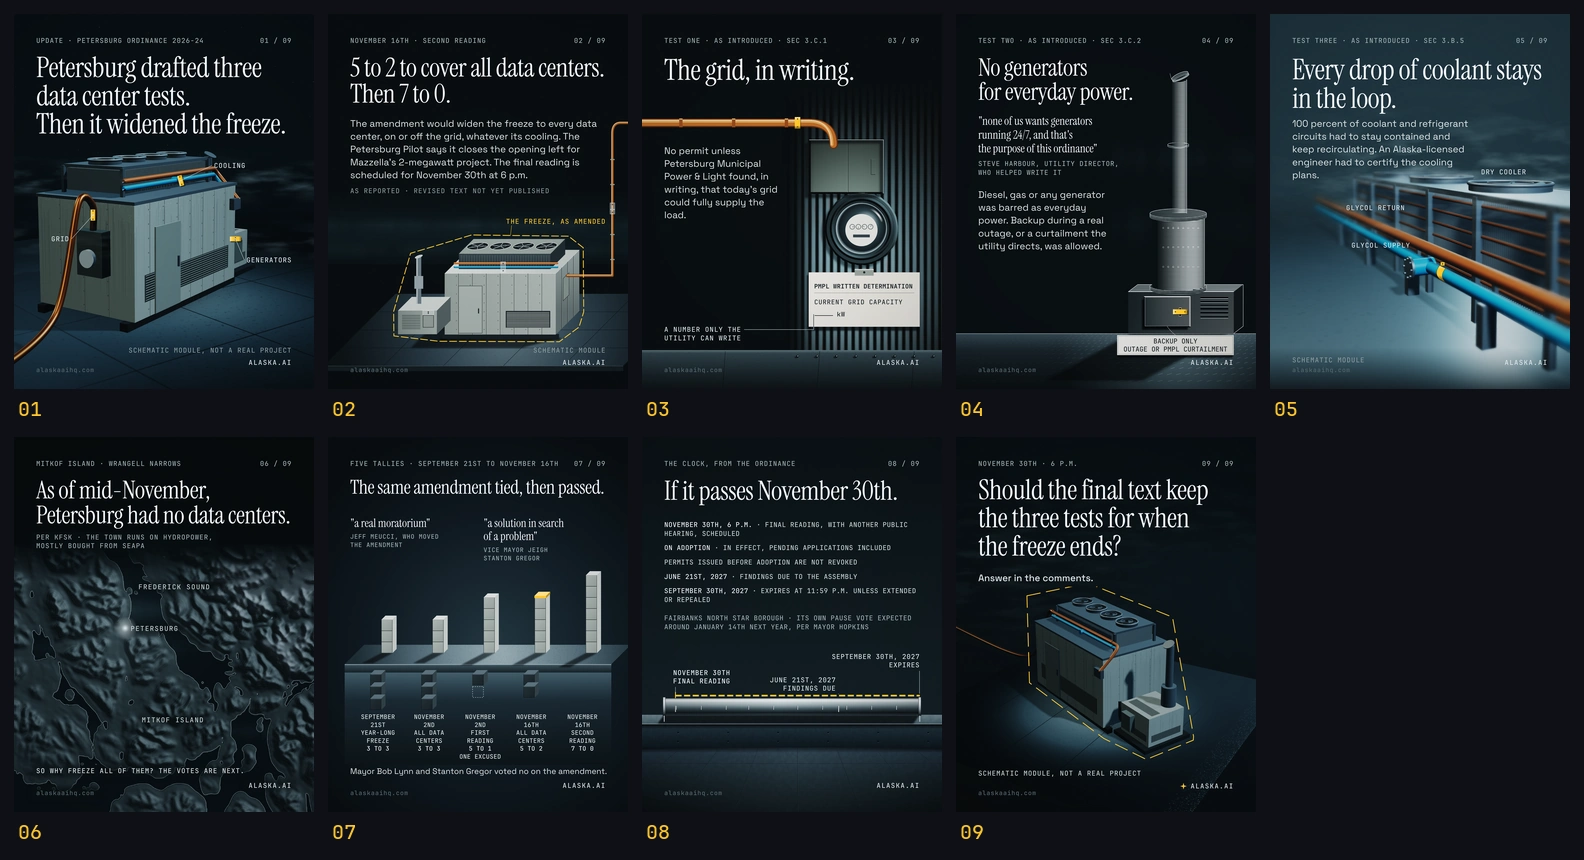 UPDATE · PETERSBURG ORDINANCE 2026-24
01 / 09
Petersburg drafted three
data center tests.
Then it widened the freeze.
COOLING
GRID
GENERATORS
SCHEMATIC MODULE, NOT A REAL PROJECT
ALASKA.AI
alaskaaihq.com
01
NOVEMBER 16TH · SECOND READING
02 / 09
5 to 2 to cover all data centers.
Then 7 to 0.
The amendment would widen the freeze to every data
center, on or off the grid, whatever its cooling. The
Petersburg Pilot says it closes the opening left for
Mazzella's 2-megawatt project. The final reading is
scheduled for November 30th at 6 p.m.
AS REPORTED · REVISED TEXT NOT YET PUBLISHED
THE FREEZE, AS AMENDED
SCHEMATIC MODULE
ALASKA.AI
alaskaaihq.com
02
TEST ONE · AS INTRODUCED · SEC 3.C.1
03 / 09
The grid, in writing.
No permit unless
Petersburg Municipal
Power & Light found, in
writing, that today's grid
could fully supply the
load.
PMPL WRITTEN DETERMINATION
CURRENT GRID CAPACITY
kW
A NUMBER ONLY THE
UTILITY CAN WRITE
ALASKA.AI
alaskaaihq.com
03
TEST TWO · AS INTRODUCED · SEC 3.C.2
04 / 09
No generators
for everyday power.
"none of us wants generators
running 24/7, and that's
the purpose of this ordinance"
STEVE HARBOUR, UTILITY DIRECTOR,
WHO HELPED WRITE IT
Diesel, gas or any generator
was barred as everyday
power. Backup during a real
outage, or a curtailment the
utility directs, was allowed.
BACKUP ONLY
OUTAGE OR PMPL CURTAILMENT
ALASKA.AI
alaskaaihq.com
04
TEST THREE · AS INTRODUCED · SEC 3.B.5
05 / 09
Every drop of coolant stays
in the loop.
100 percent of coolant and refrigerant
circuits had to stay contained and
keep recirculating. An Alaska-licensed
engineer had to certify the cooling
plans.
DRY COOLER
GLYCOL RETURN
GLYCOL SUPPLY
SCHEMATIC MODULE
ALASKA.AI
alaskaaihq.com
05
MITKOF ISLAND · WRANGELL NARROWS
06 / 09
As of mid-November,
Petersburg had no data centers.
PER KFSK · THE TOWN RUNS ON HYDROPOWER,
MOSTLY BOUGHT FROM SEAPA
FREDERICK SOUND
PETERSBURG
MITKOF ISLAND
SO WHY FREEZE ALL OF THEM? THE VOTES ARE NEXT.
ALASKA.AI
alaskaaihq.com
06
FIVE TALLIES · SEPTEMBER 21ST TO NOVEMBER 16TH
07 / 09
The same amendment tied, then passed.
"a real moratorium"
JEFF MEUCCI, WHO MOVED
THE AMENDMENT
"a solution in search
of a problem"
VICE MAYOR JEIGH
STANTON GREGOR
SEPTEMBER
21ST
YEAR-LONG
FREEZE
3 TO 3
NOVEMBER
2ND
ALL DATA
CENTERS
3 TO 3
NOVEMBER
2ND
FIRST
READING
5 TO 1
ONE EXCUSED
NOVEMBER
16TH
ALL DATA
CENTERS
5 TO 2
NOVEMBER
16TH
SECOND
READING
7 TO 0
Mayor Bob Lynn and Stanton Gregor voted no on the amendment.
ALASKA.AI
alaskaaihq.com
07
THE CLOCK, FROM THE ORDINANCE
08 / 09
If it passes November 30th.
NOVEMBER 30TH, 6 P.M. · FINAL READING, WITH ANOTHER PUBLIC
HEARING, SCHEDULED
ON ADOPTION · IN EFFECT, PENDING APPLICATIONS INCLUDED
PERMITS ISSUED BEFORE ADOPTION ARE NOT REVOKED
JUNE 21ST, 2027 · FINDINGS DUE TO THE ASSEMBLY
SEPTEMBER 30TH, 2027 · EXPIRES AT 11:59 P.M. UNLESS EXTENDED
OR REPEALED
FAIRBANKS NORTH STAR BOROUGH · ITS OWN PAUSE VOTE EXPECTED
AROUND JANUARY 14TH NEXT YEAR, PER MAYOR HOPKINS
SEPTEMBER 30TH, 2027
EXPIRES
NOVEMBER 30TH
FINAL READING
JUNE 21ST, 2027
FINDINGS DUE
ALASKA.AI
alaskaaihq.com
08
NOVEMBER 30TH · 6 P.M.
09 / 09
Should the final text keep
the three tests for when
the freeze ends?
Answer in the comments.
SCHEMATIC MODULE, NOT A REAL PROJECT
ALASKA.AI
alaskaaihq.com
09